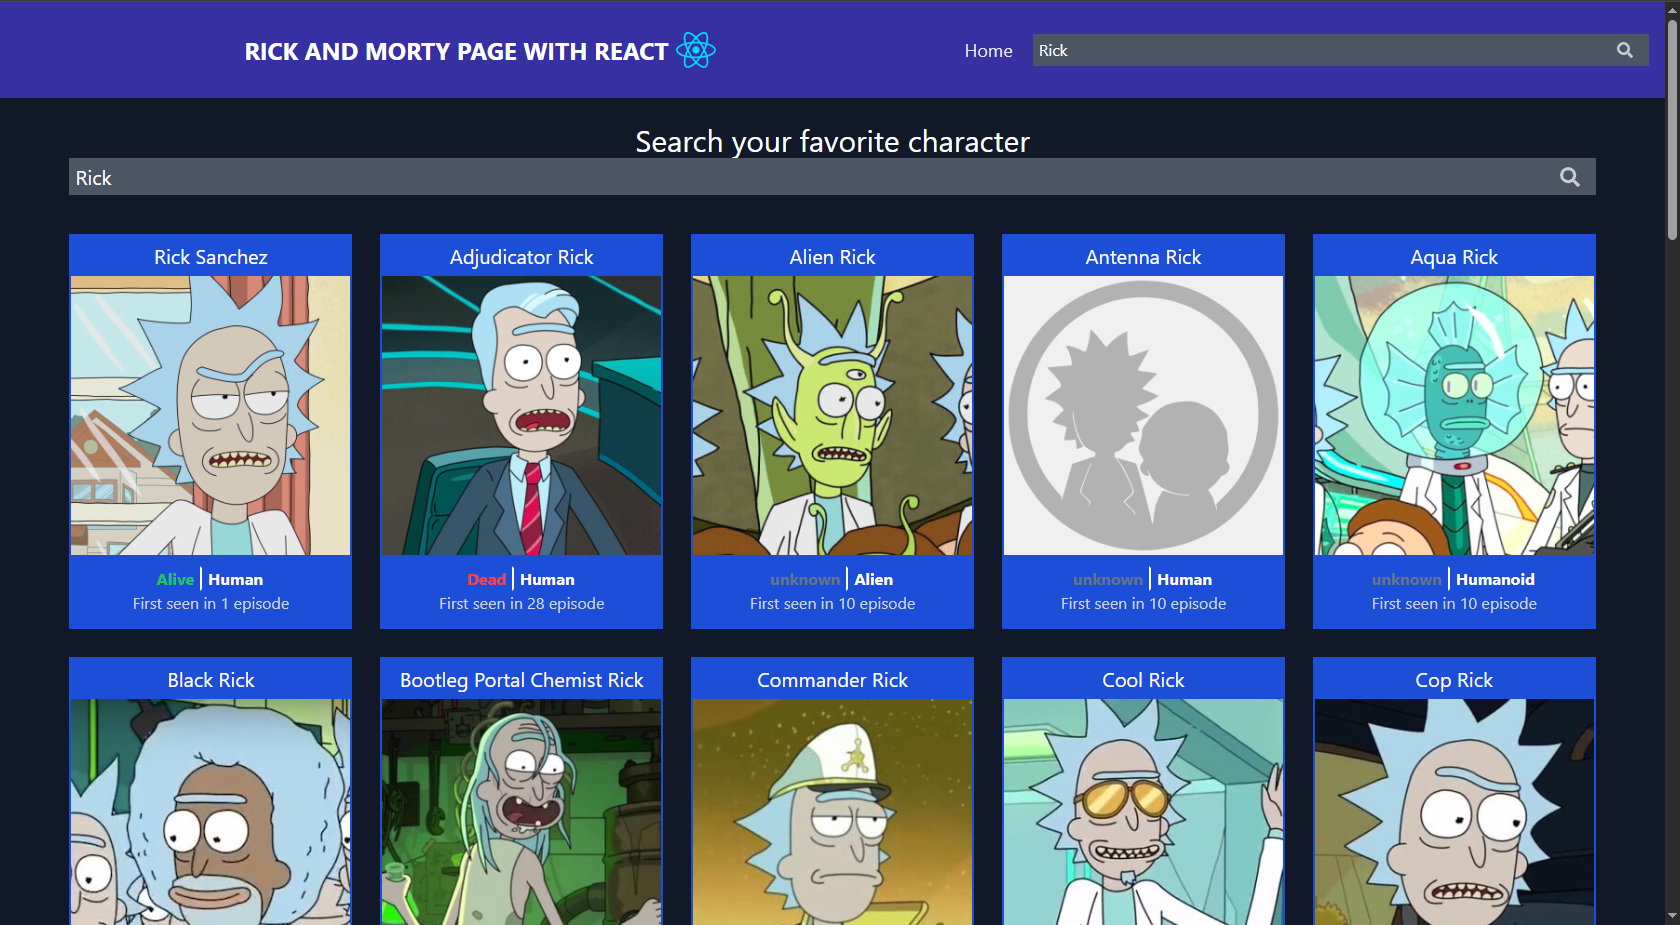 RICK AND MORTY PAGE WITH REACT
Home
Rick
Search your favorite character
Rick
Rick Sanchez
Alive | Human
First seen in 1 episode
Adjudicator Rick
Dead | Human
First seen in 28 episode
Alien Rick
unknown | Alien
First seen in 10 episode
Antenna Rick
unknown | Human
First seen in 10 episode
Aqua Rick
unknown | Humanoid
First seen in 10 episode
Black Rick
Bootleg Portal Chemist Rick
Commander Rick
Cool Rick
Cop Rick